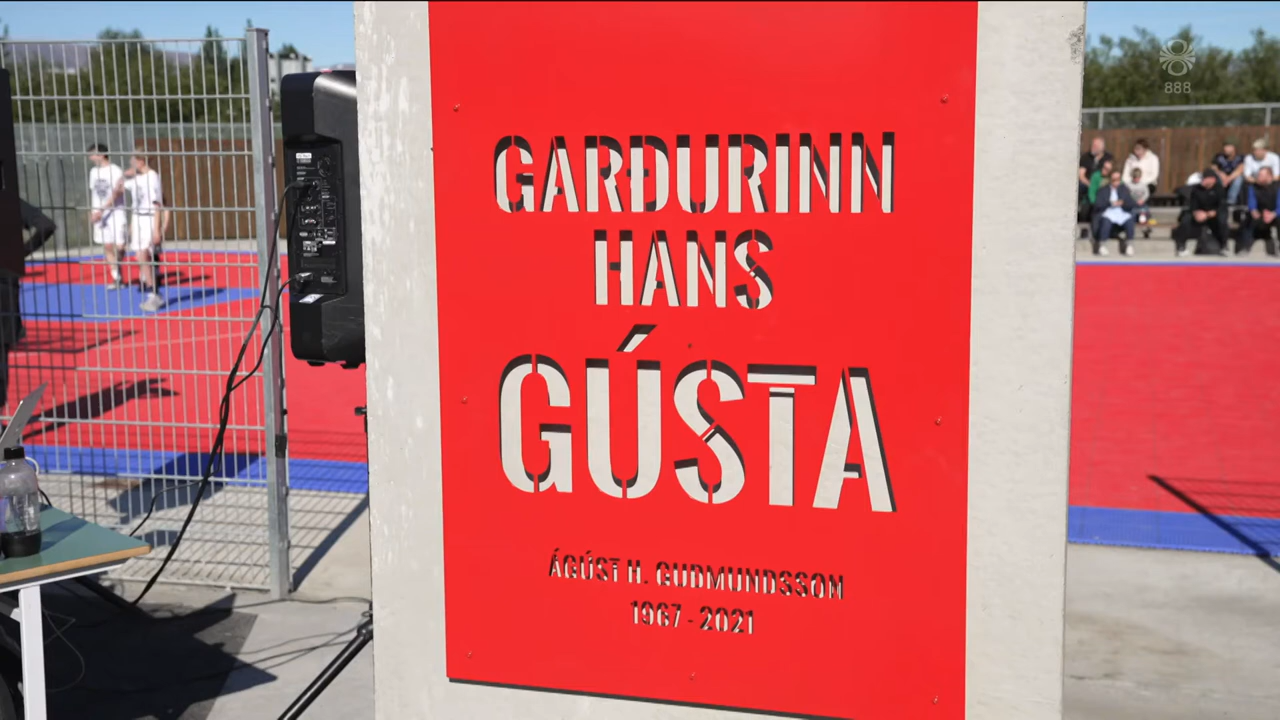 GARÐURINN
HANS
GÚSTA
ÁGÚST H. GUÐMUNDSSON
1967 - 2021
888